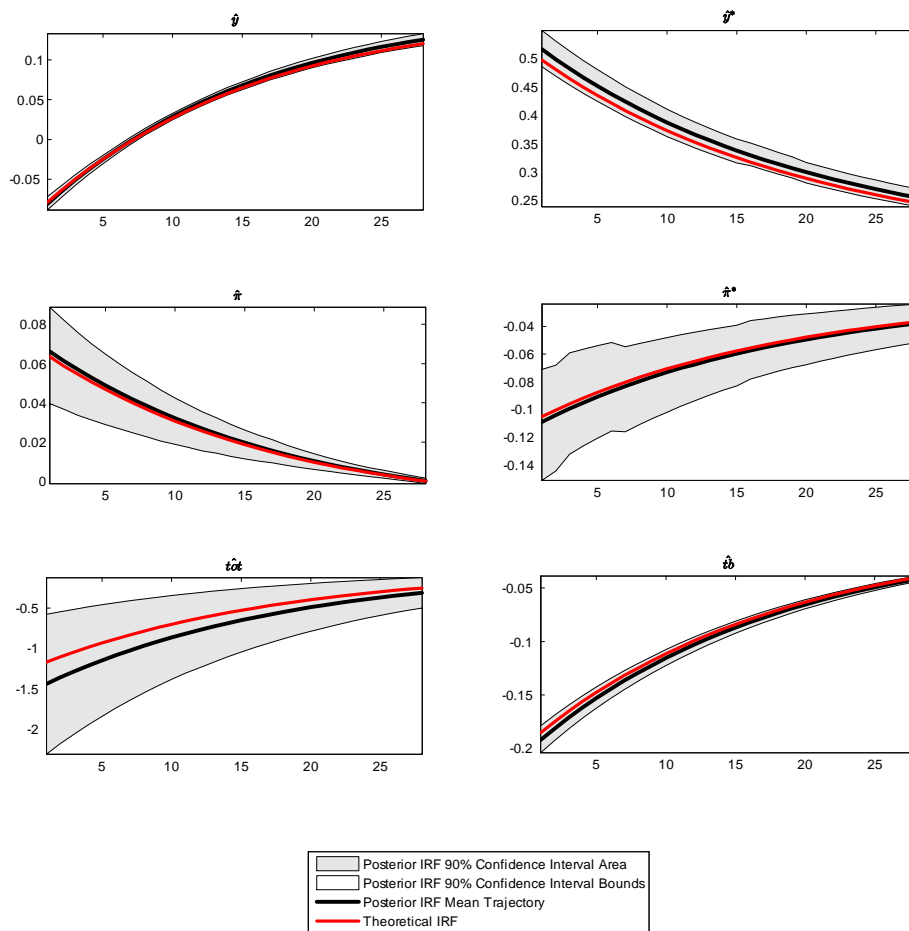 ŷ
ŷ*
0.1
0.05
0
-0.05
5 10 15 20 25
0.5
0.45
0.4
0.35
0.3
0.25
5 10 15 20 25
π̂
π̂*
0.08
0.06
0.04
0.02
0
5 10 15 20 25
-0.04
-0.06
-0.08
-0.1
-0.12
-0.14
5 10 15 20 25
tôt
tb̂
-0.5
-1
-1.5
-2
5 10 15 20 25
-0.05
-0.1
-0.15
-0.2
5 10 15 20 25
Posterior IRF 90% Confidence Interval Area
Posterior IRF 90% Confidence Interval Bounds
Posterior IRF Mean Trajectory
Theoretical IRF